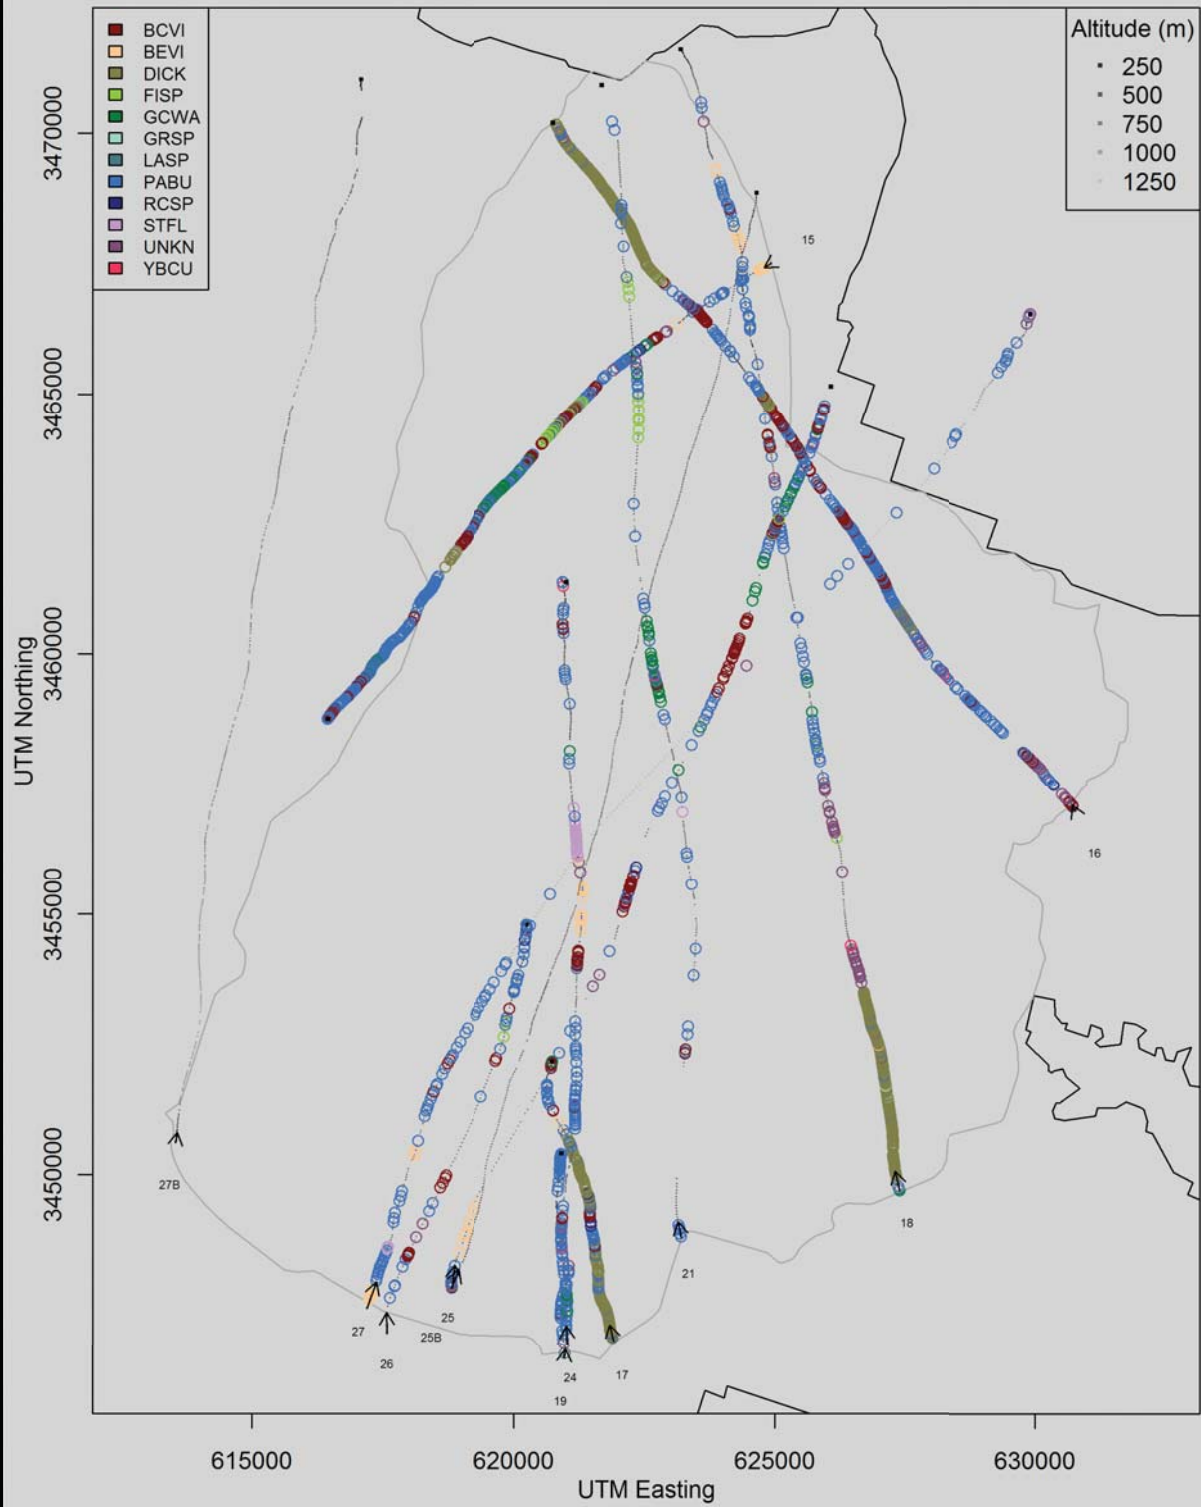 BCVI
BEVI
DICK
FISP
GCWA
GRSP
LASP
PABU
RCSP
STFL
UNKN
YBCU
Altitude (m)
250
500
750
1000
1250
15
16
27B
18
21
25
27
25B
26
24
17
19
3470000
3465000
3460000
3455000
3450000
UTM Northing
615000
620000
625000
630000
UTM Easting